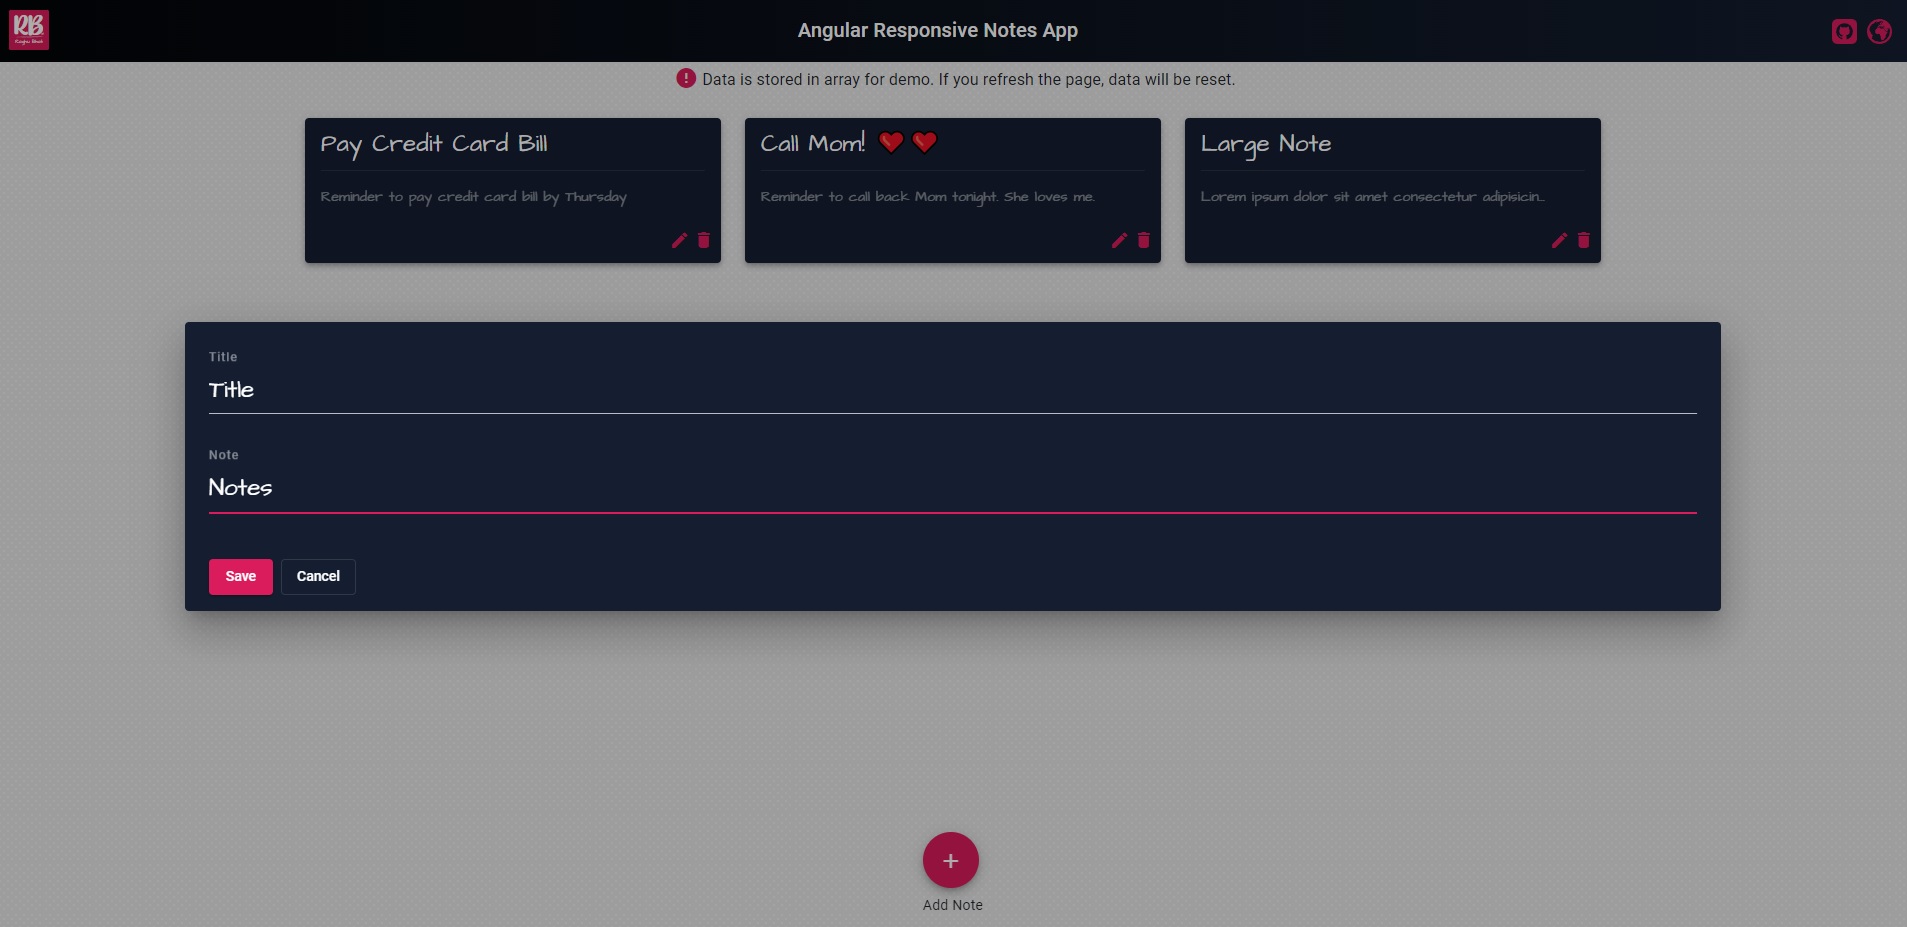 RB
Angular Responsive Notes App
Data is stored in array for demo. If you refresh the page, data will be reset.
Pay Credit Card Bill
Reminder to pay credit card bill by Thursday
Call Mom! ❤️ ❤️
Reminder to call back Mom tonight. She loves me.
Large Note
Lorem ipsum dolor sit amet consectetur adipisicin...
Title
Title
Note
Notes
Save Cancel
+
Add Note